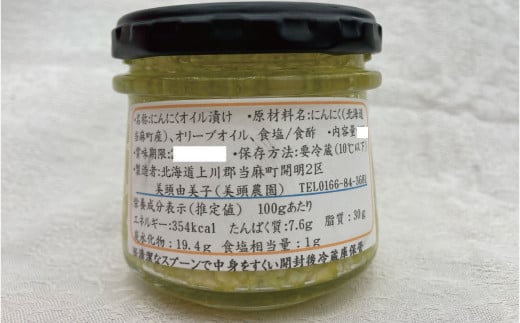 ・名称:にんにくオイル漬け ・原材料名:にんにく(北海道
当麻町産)、オリーブオイル、食塩/食酢 ・内容量
・賞味期限: ・保存方法:要冷蔵(10℃以下)
・製造者:北海道上川郡当麻町開明2区
美頭由美子(美頭農園) TEL0166-84-3681
栄養成分表示(推定値) 100gあたり
エネルギー:354kcal たんぱく質:7.6g 脂質:30g
炭水化物:19.4g 食塩相当量:1g
※清潔なスプーンで中身をすくい開封後冷蔵庫保管